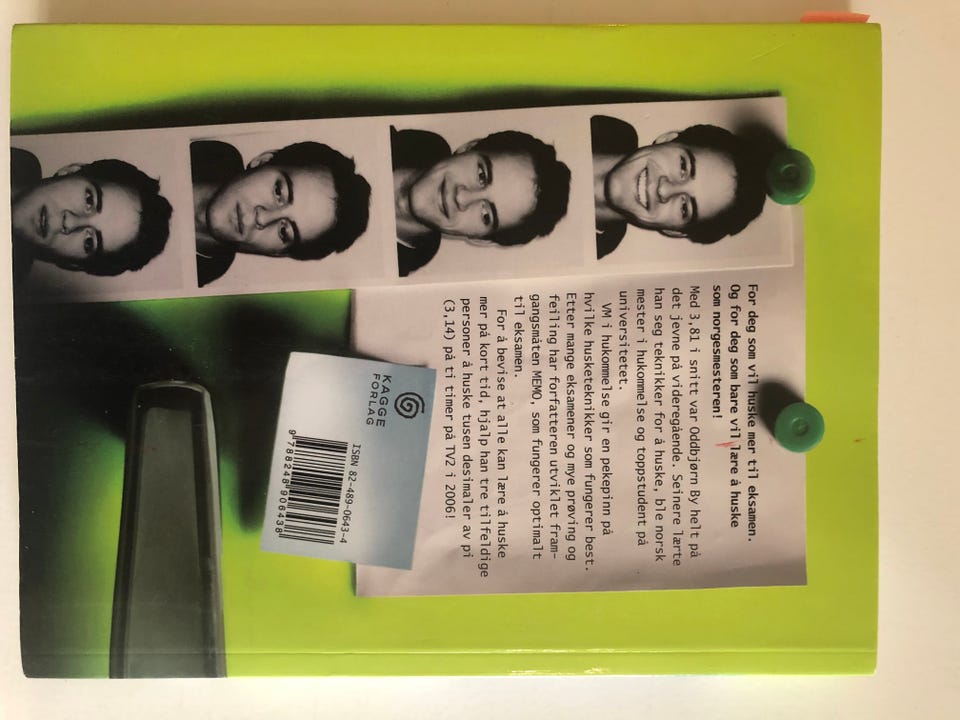 For deg som vil huske mer til eksamen.
Og for deg som bare vil lære å huske
som norgesmesteren!
Med 3,81 i snitt var Oddbjørn By helt på
det jevne på videregående. Seinere lærte
han seg teknikker for å huske, ble norsk
mester i hukommelse og toppstudent på
universitetet.
VM i hukommelse gir en pekepinn på
hvilke husketeknikker som fungerer best.
Etter mange eksamener og mye prøving og
feiling har forfatteren utviklet fram-
gangsmåten MEMO, som fungerer optimalt
til eksamen.
For å bevise at alle kan lære å huske
mer på kort tid, hjalp han tre tilfeldige
personer å huske tusen desimaler av pi
(3,14) på ti timer på TV2 i 2006!
KAGGE
FORLAG
ISBN 82-489-0643-4
9 788248 906438